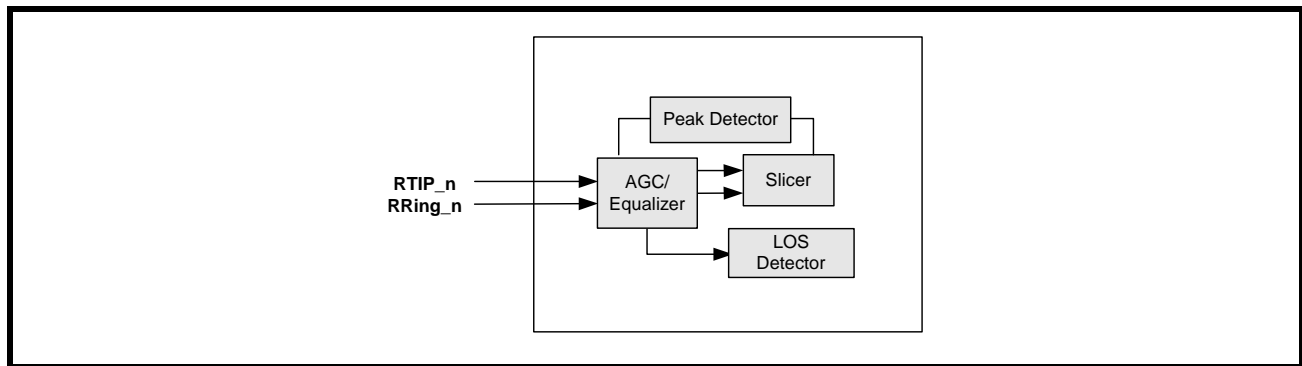 Peak Detector
RTIP_n
RRing_n
AGC/
Equalizer
Slicer
LOS
Detector